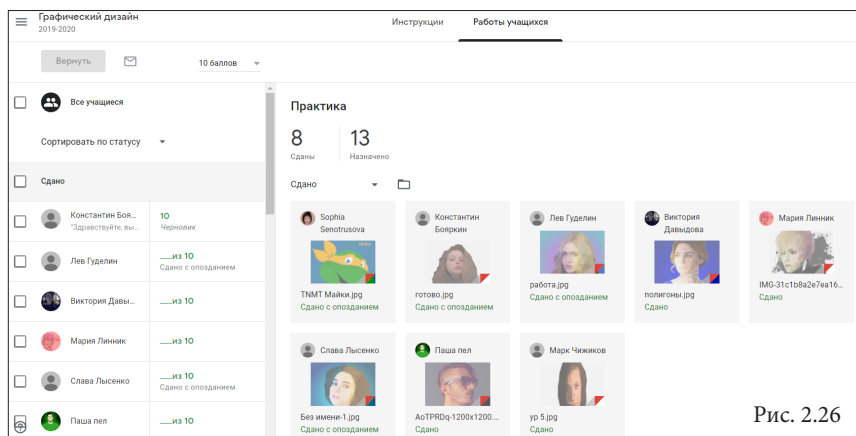 Графический дизайн
2019-2020
Инструкции
Работы учащихся
Вернуть
10 баллов
Все учащиеся
Сортировать по статусу
Сдано
Константин Боя...
"Здравствуйте, вы...
10
Черновик
Лев Гуделин
__из 10
Сдано с опозданием
Виктория Давы...
__из 10
Мария Линник
__из 10
Слава Лысенко
__из 10
Сдано с опозданием
Паша пел
__из 10
Практика
8
Сданы
13
Назначено
Сдано
Sophia
Senotrusova
TNMT Майки.jpg
Сдано с опозданием
Константин
Бояркин
готово.jpg
Сдано с опозданием
Лев Гуделин
работа.jpg
Сдано с опозданием
Виктория
Давыдова
полигоны.jpg
Сдано
Мария Линник
IMG-31c1b8a2e7ea16...
Сдано
Слава Лысенко
Без имени-1.jpg
Сдано с опозданием
Паша пел
AoTPRDq-1200x1200....
Сдано
Марк Чижиков
ур 5.jpg
Сдано
Рис. 2.26